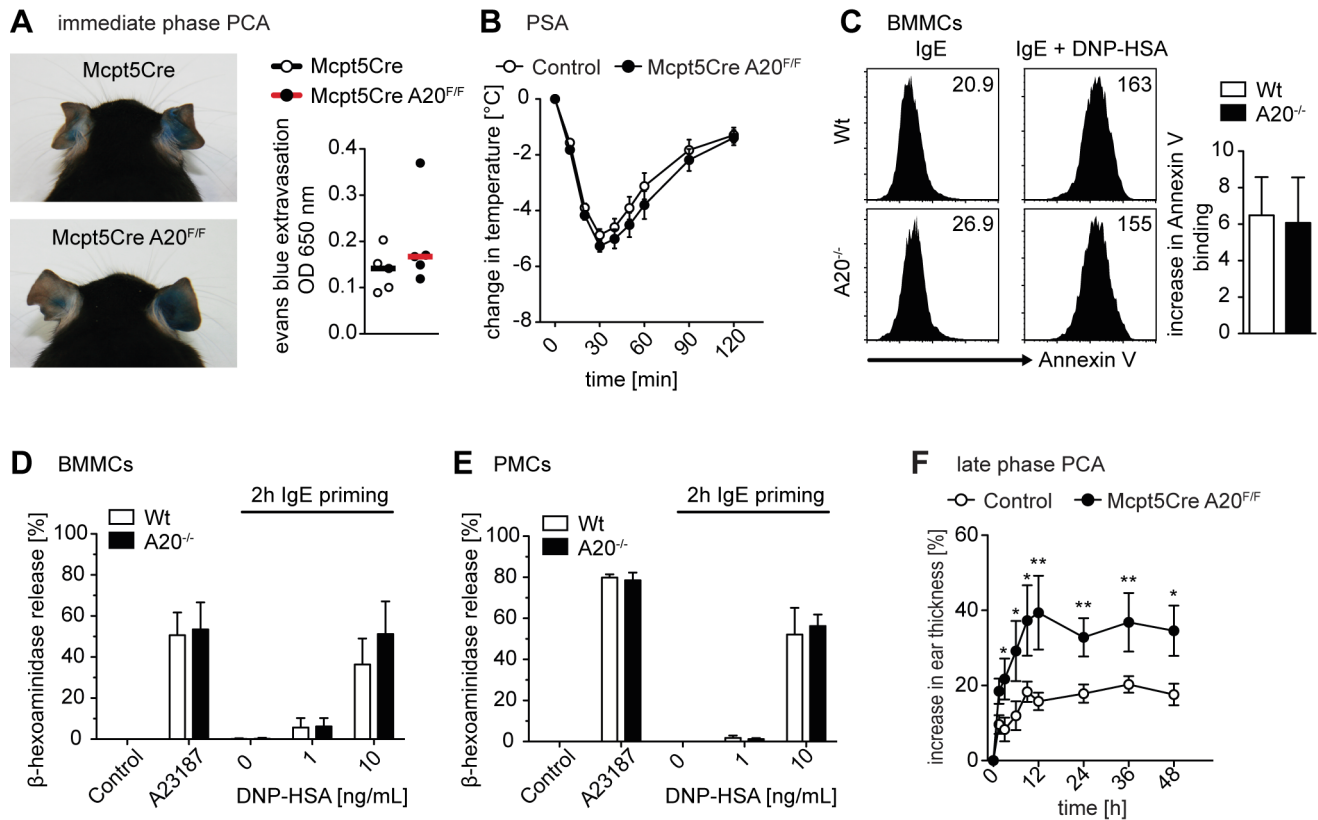 A immediate phase PCA
Mcpt5Cre
Mcpt5Cre A20F/F
Mcpt5Cre
Mcpt5Cre A20F/F
evans blue extravasation
OD 650 nm
0.4
0.3
0.2
0.1
0.0
B PSA
Control
Mcpt5Cre A20F/F
change in temperature [°C]
0
-2
-4
-6
-8
0
30
60
90
120
time [min]
C BMMCs
IgE
IgE + DNP-HSA
Wt
20.9
163
A20-/-
26.9
155
Annexin V
Wt
A20-/-
increase in Annexin V
binding
10
8
6
4
2
0
D BMMCs
2h IgE priming
Wt
A20-/-
β-hexoaminidase release [%]
100
80
60
40
20
0
Control
A23187
0
1
10
DNP-HSA [ng/mL]
E PMCs
2h IgE priming
Wt
A20-/-
β-hexoaminidase release [%]
100
80
60
40
20
0
Control
A23187
0
1
10
DNP-HSA [ng/mL]
F late phase PCA
Control
Mcpt5Cre A20F/F
increase in ear thickness [%]
60
40
20
0
*
*
*
**
**
**
*
0
12
24
36
48
time [h]